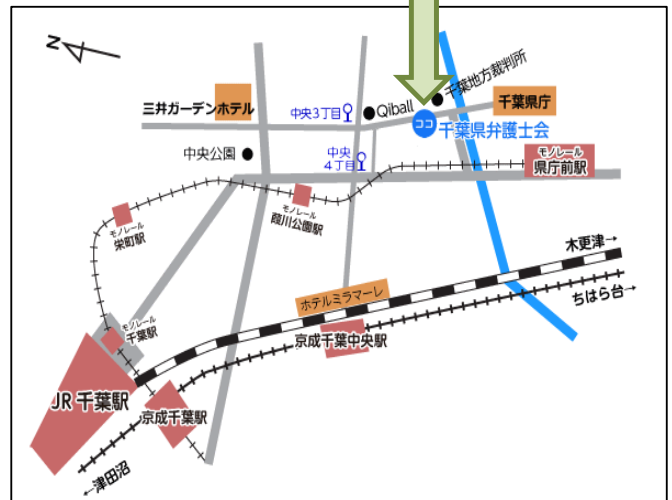 N
千葉地方裁判所
三井ガーデンホテル
中央3丁目
Qiball
千葉県庁
ココ
千葉県弁護士会
中央公園
中央
4丁目
モノレール
県庁前駅
モノレール
葭川公園駅
モノレール
栄町駅
木更津→
ちはら台→
ホテルミラマーレ
モノレール
千葉駅
京成千葉中央駅
JR 千葉駅
京成千葉駅
←津田沼